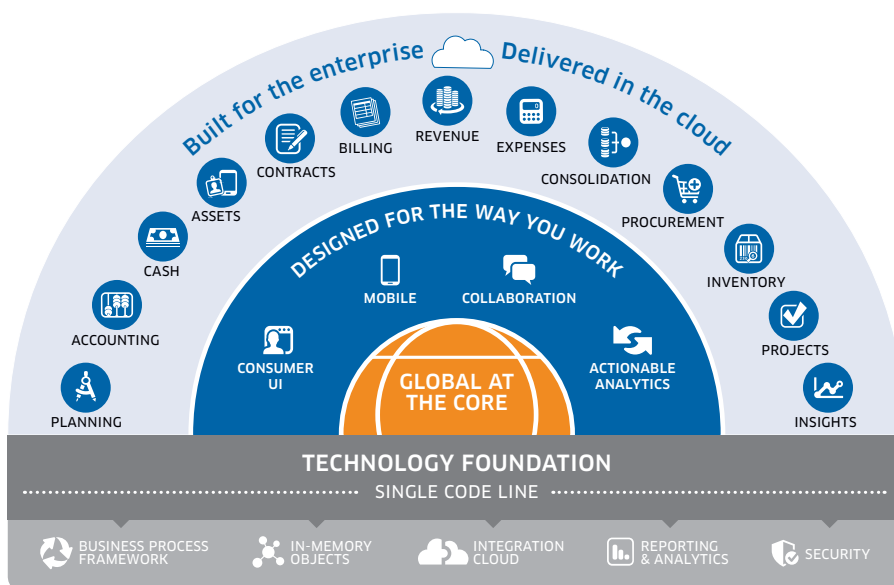 Built for the enterprise
Delivered in the cloud
PLANNING
ACCOUNTING
CASH
ASSETS
CONTRACTS
BILLING
REVENUE
EXPENSES
CONSOLIDATION
PROCUREMENT
INVENTORY
PROJECTS
INSIGHTS
DESIGNED FOR THE WAY YOU WORK
CONSUMER
UI
MOBILE
COLLABORATION
ACTIONABLE
ANALYTICS
GLOBAL AT
THE CORE
TECHNOLOGY FOUNDATION
SINGLE CODE LINE
BUSINESS PROCESS
FRAMEWORK
IN-MEMORY
OBJECTS
INTEGRATION
CLOUD
REPORTING
& ANALYTICS
SECURITY